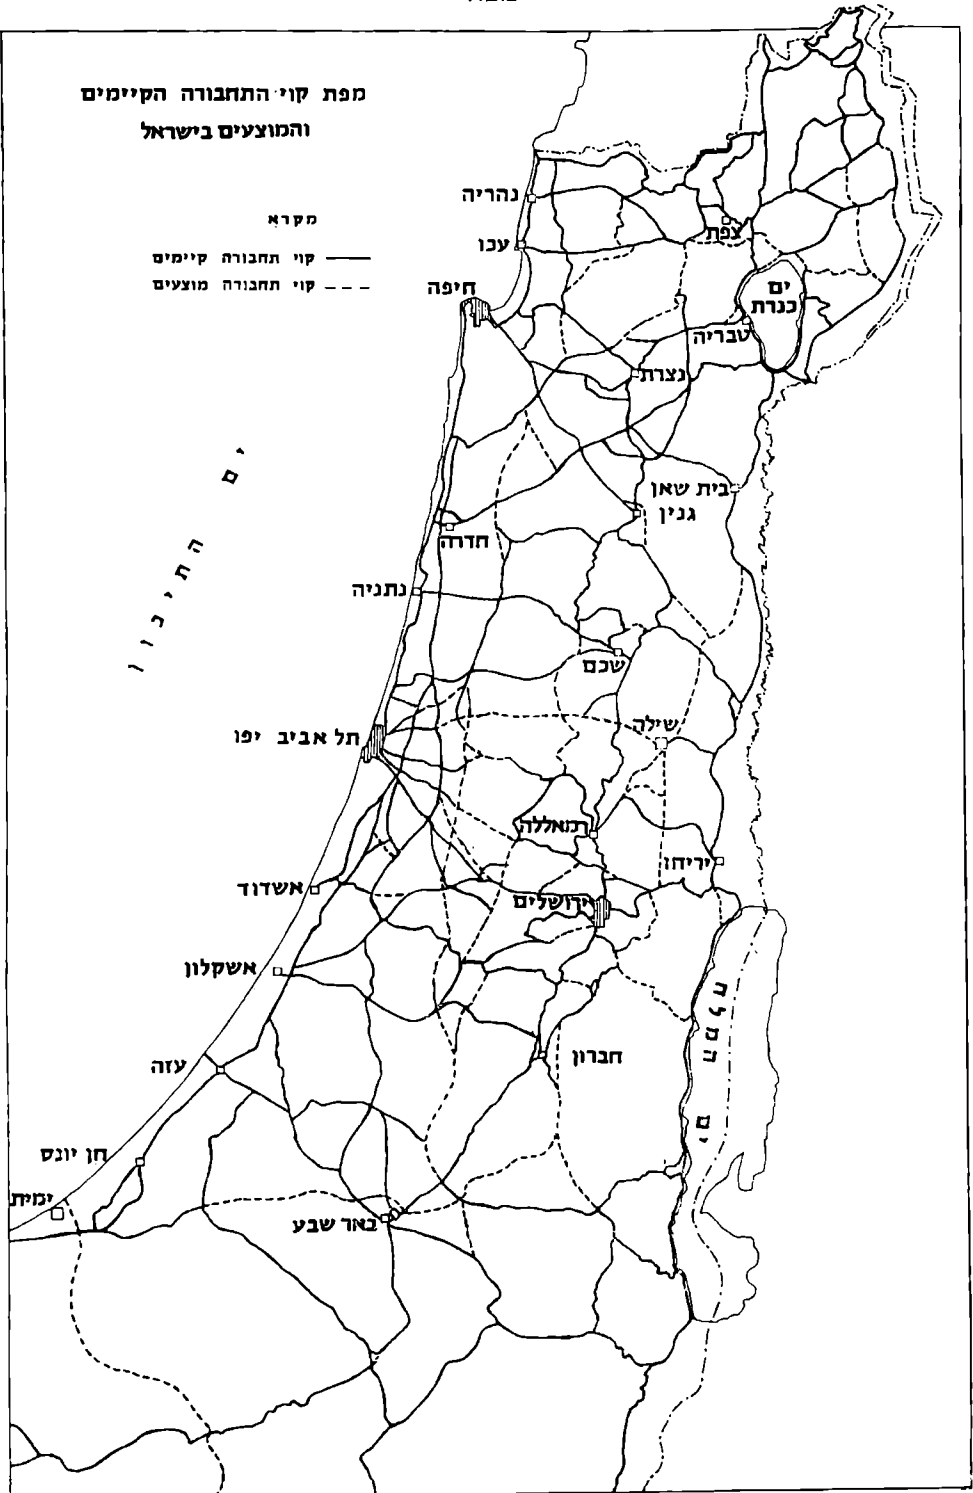 מפת קוי התחבורה הקיימים
והמוצעים בישראל
מקרא
קוי תחבורה קיימים
קוי תחבורה מוצעים
נהריה
עכו
צפת
חיפה
ים
כנרת
טבריה
נצרת
ים התיכון
בית שאן
גנין
חדרה
נתניה
שכם
שילה
תל אביב יפו
רמאללה
יריחו
אשדוד
ירושלים
אשקלון
ים המלח
חברון
עזה
חן יונס
ימית
באר שבע